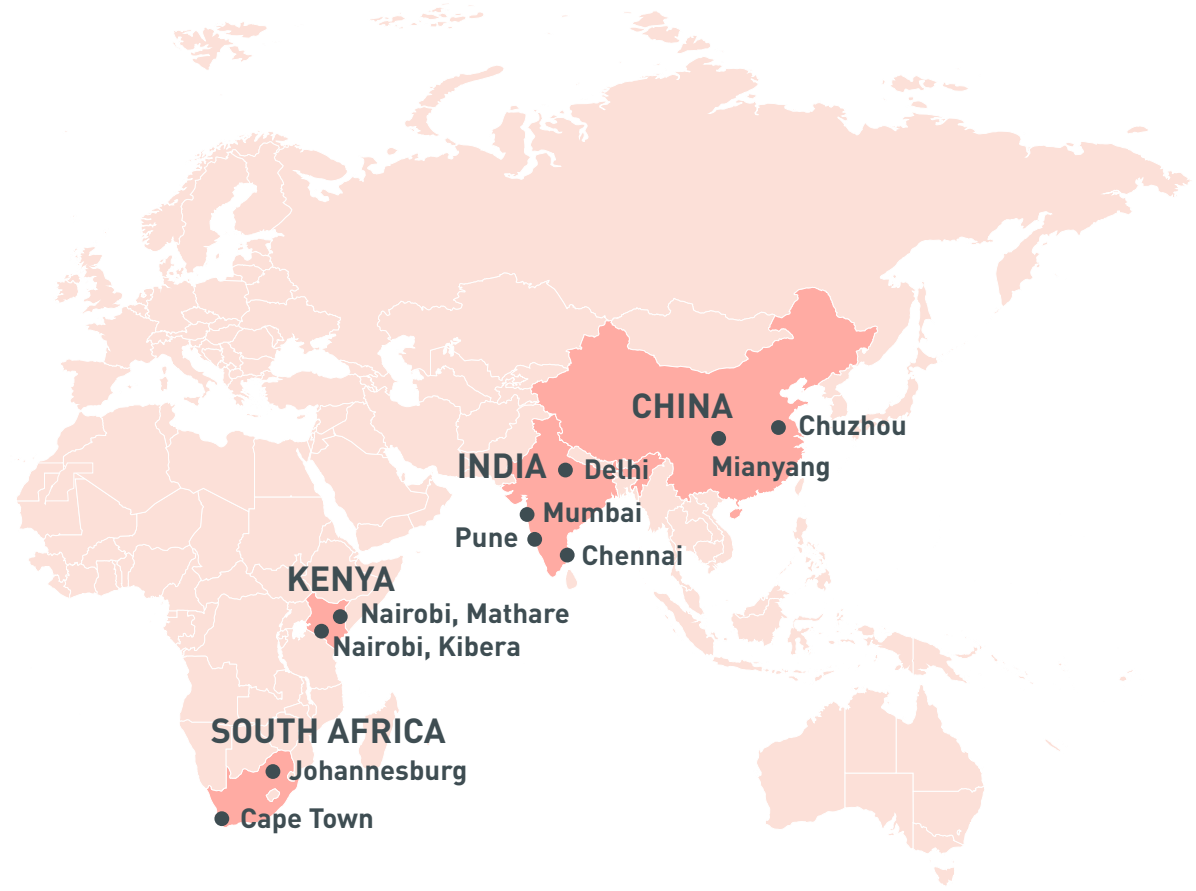 CHINA
Chuzhou
Mianyang
INDIA
Delhi
Mumbai
Pune
Chennai
KENYA
Nairobi, Mathare
Nairobi, Kibera
SOUTH AFRICA
Johannesburg
Cape Town